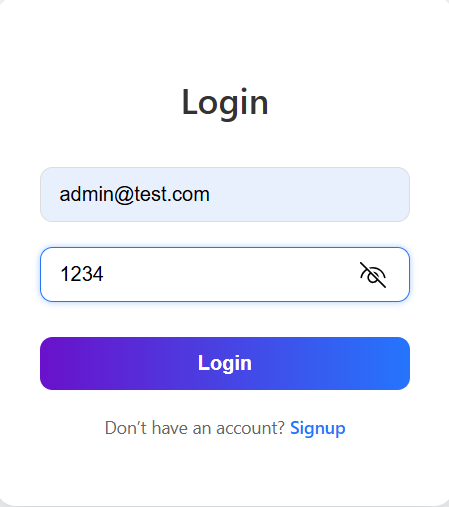 Login
admin@test.com
1234
Login
Don’t have an account? Signup